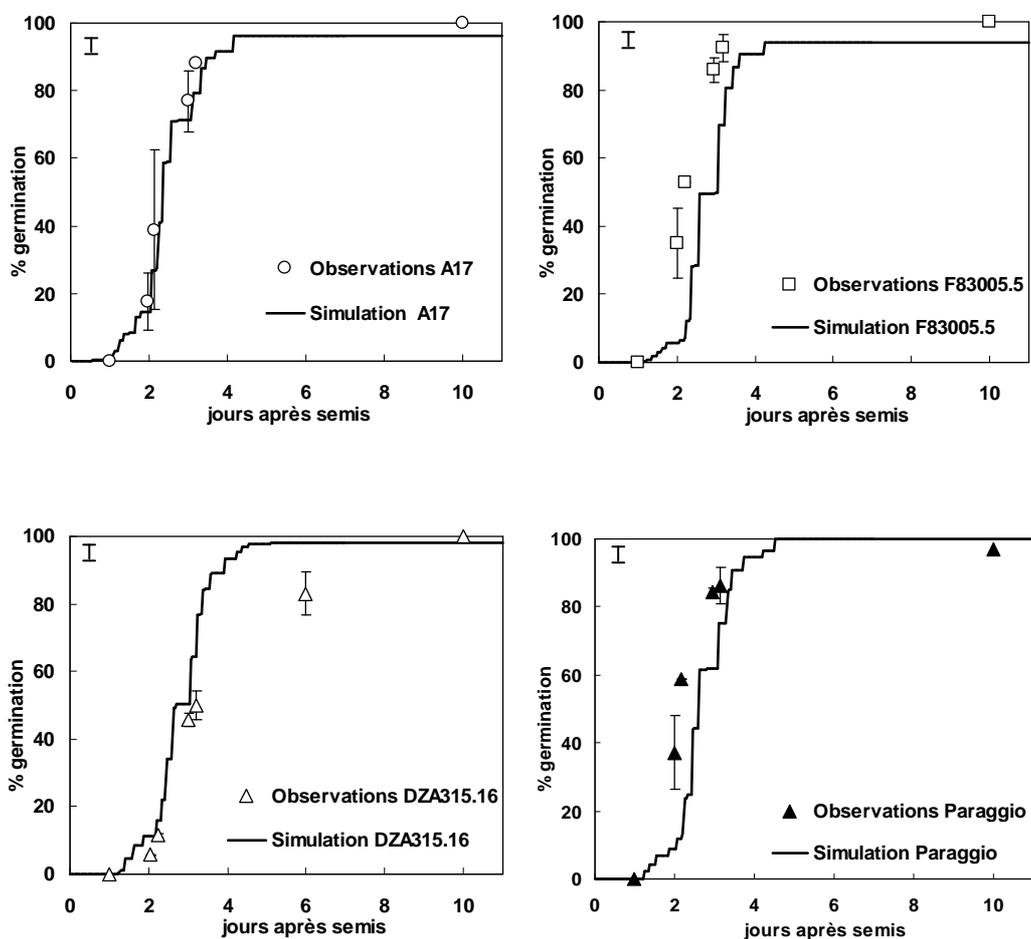 100
80
60
40
20
0
% germination
Observations A17
Simulation A17
0 2 4 6 8 10
jours après semis
100
80
60
40
20
0
% germination
Observations F83005.5
Simulation F83005.5
0 2 4 6 8 10
jours après semis
100
80
60
40
20
0
% germination
Observations DZA315.16
Simulation DZA315.16
0 2 4 6 8 10
jours après semis
100
80
60
40
20
0
% germination
Observations Paraggio
Simulation Paraggio
0 2 4 6 8 10
jours après semis